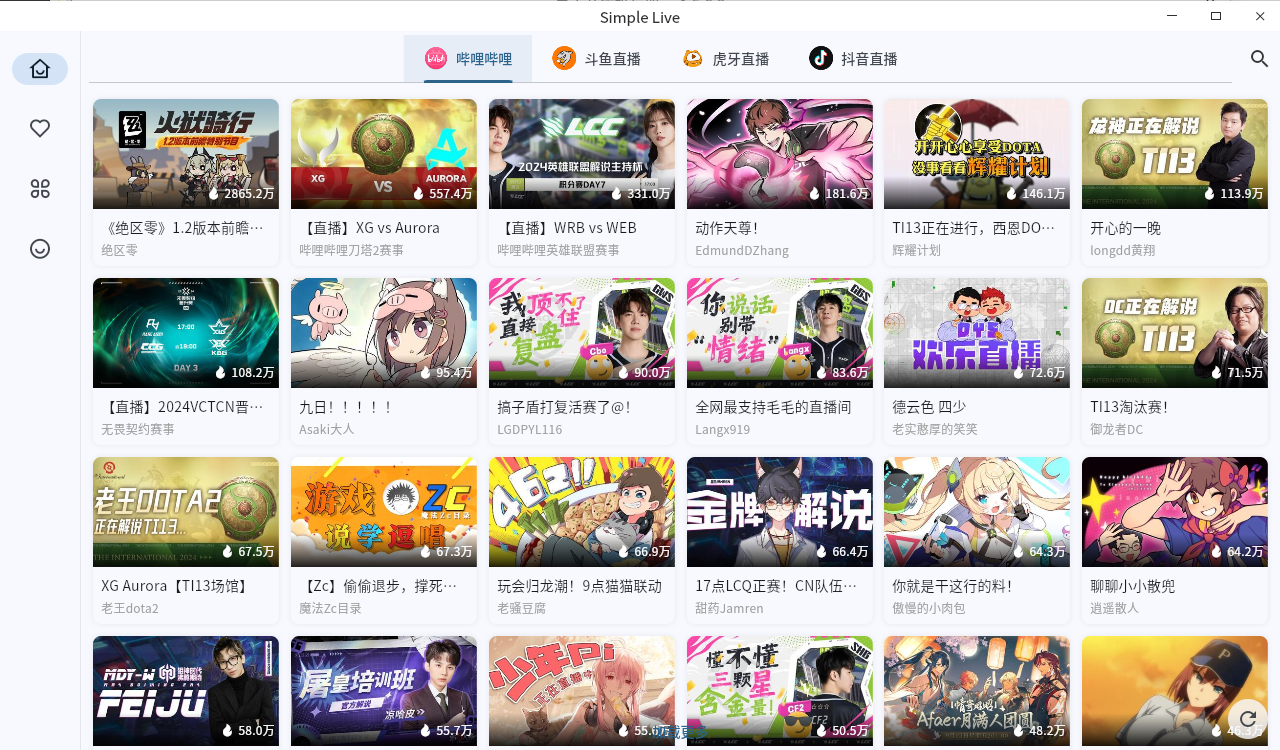 Simple Live
哔哩哔哩
斗鱼直播
虎牙直播
抖音直播
火狱骑行
1.2版本前瞻特别节目
2865.2万
XG
VS
AURORA
557.4万
LCC
2024英雄联盟解说主持杯
积分赛DAY7
331.0万
181.6万
开开心心享受DOTA
没事看看辉耀计划
146.1万
龙神正在解说
TI13
113.9万
《绝区零》1.2版本前瞻…
绝区零
【直播】XG vs Aurora
哔哩哔哩刀塔2赛事
【直播】WRB vs WEB
哔哩哔哩英雄联盟赛事
动作天尊！
EdmundDZhang
TI13正在进行，西恩DO…
辉耀计划
开心的一晚
longdd黄翔
17:00
19:00
KBG
DAY 3
108.2万
95.4万
我顶不了
直接
住
复盘
Cbo
GWS
90.0万
你说话
别带
“情绪”
Langx
GWS
83.6万
DYS
欢乐直播
72.6万
DC正在解说
TI13
71.5万
【直播】2024VCTCN晋…
无畏契约赛事
九日！！！！！
Asaki大人
搞子盾打复活赛了@！
LGDPYL116
全网最支持毛毛的直播间
Langx919
德云色 四少
老实憨厚的笑笑
TI13淘汰赛！
御龙者DC
老王DOTA2
正在解说TI13...
THE INTERNATIONAL 2024
67.5万
游戏
Zc
魔法Zc目录
说学逗唱
67.3万
462!!
66.9万
金牌解说
66.4万
64.3万
Happy Birthday
64.2万
XG Aurora【TI13场馆】
老王dota2
【Zc】偷偷退步，撑死…
魔法Zc目录
玩会归龙潮！9点猫猫联动
老骚豆腐
17点LCQ正赛！CN队伍…
甜药Jamren
你就是干这行的料！
傲慢的小肉包
聊聊小小散兜
逍遥散人
MDY-W
FEIJU
58.0万
屠皇培训班
官方解说
凉哈皮>>
55.7万
少年Pi
55.6万
懂不懂
三颗星
含金量！
CF2
SHB
50.5万
Afaer月满人团圆
48.2万
46.3万
加载更多